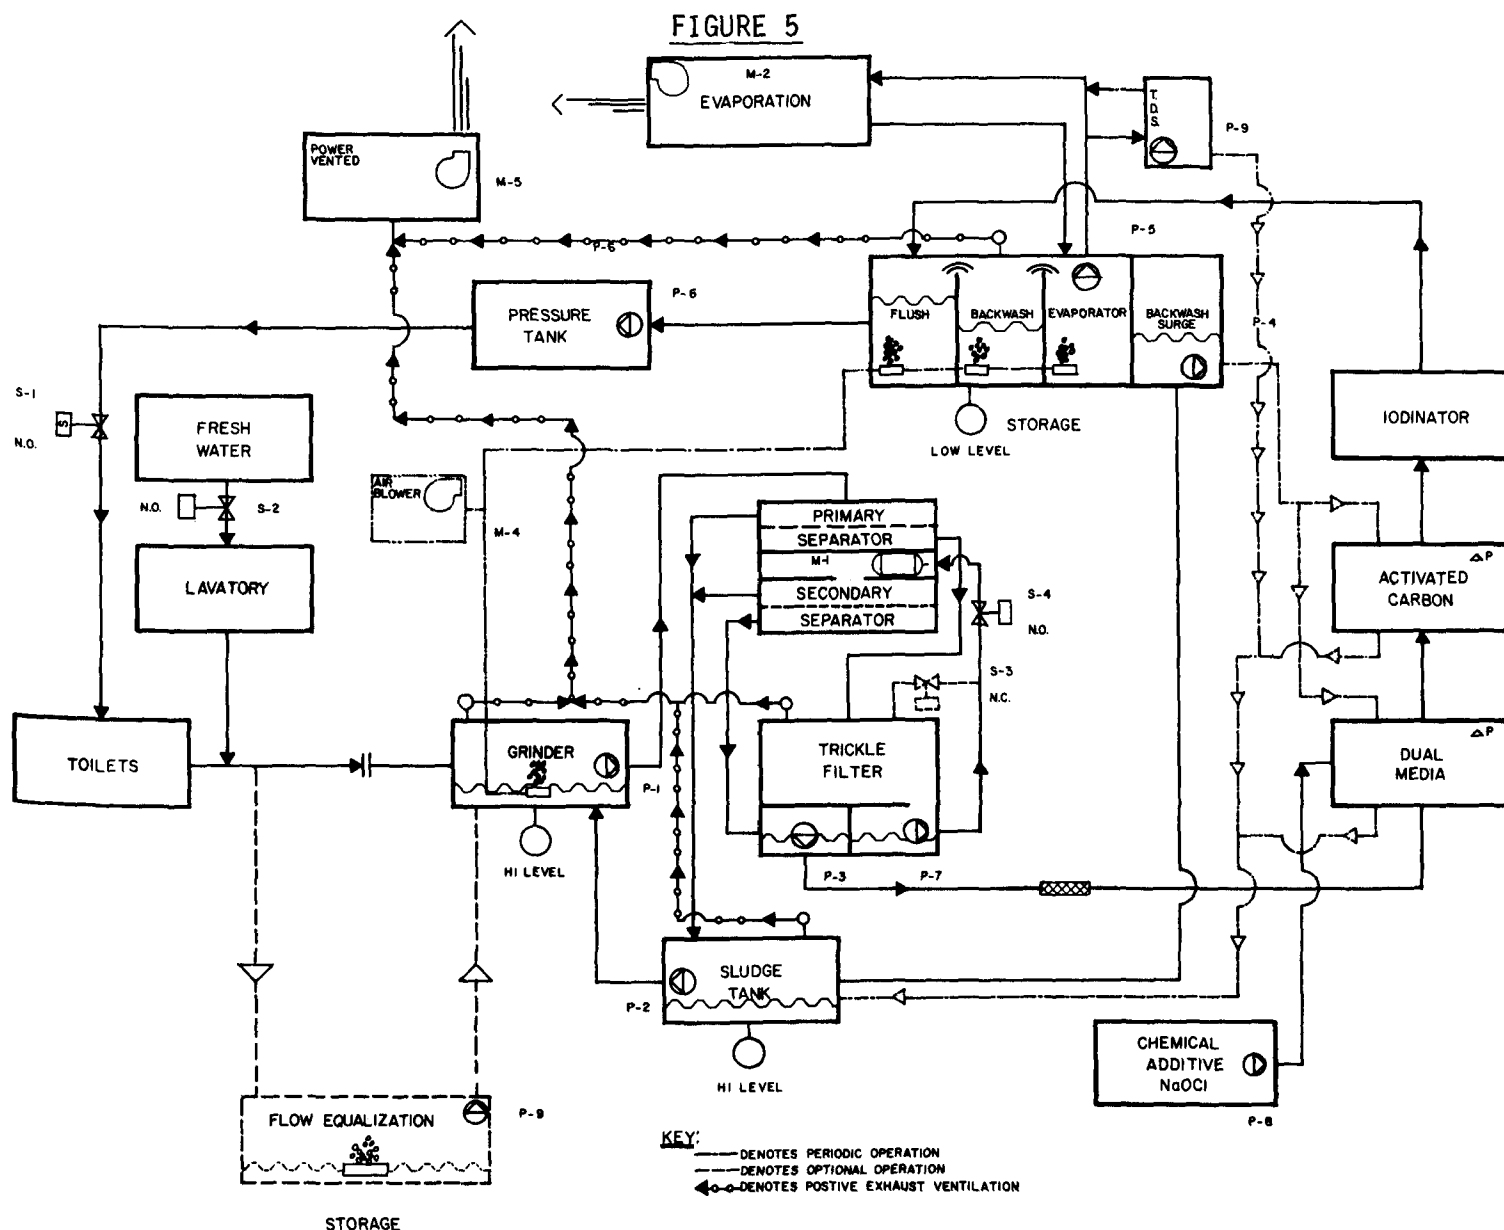 FIGURE 5
M-2
EVAPORATION
T.
D.
S.
P-9
POWER
VENTED
M-5
P-5
P-6
P-6
PRESSURE
TANK
FLUSH
BACKWASH
EVAPORATOR
BACKWASH
SURGE
P-4
S-1
S
N.O.
FRESH
WATER
N.O.
S-2
LAVATORY
AIR
BLOWER
M-4
LOW LEVEL
STORAGE
IODINATOR
PRIMARY
SEPARATOR
M-1
SECONDARY
SEPARATOR
S-4
N.O.
S-3
N.C.
△P
ACTIVATED
CARBON
△P
DUAL
MEDIA
TOILETS
GRINDER
P-1
HI LEVEL
TRICKLE
FILTER
P-3
P-7
SLUDGE
TANK
P-2
HI LEVEL
CHEMICAL
ADDITIVE
NaOCl
P-8
FLOW EQUALIZATION
P-9
STORAGE
KEY:
DENOTES PERIODIC OPERATION
DENOTES OPTIONAL OPERATION
DENOTES POSTIVE EXHAUST VENTILATION